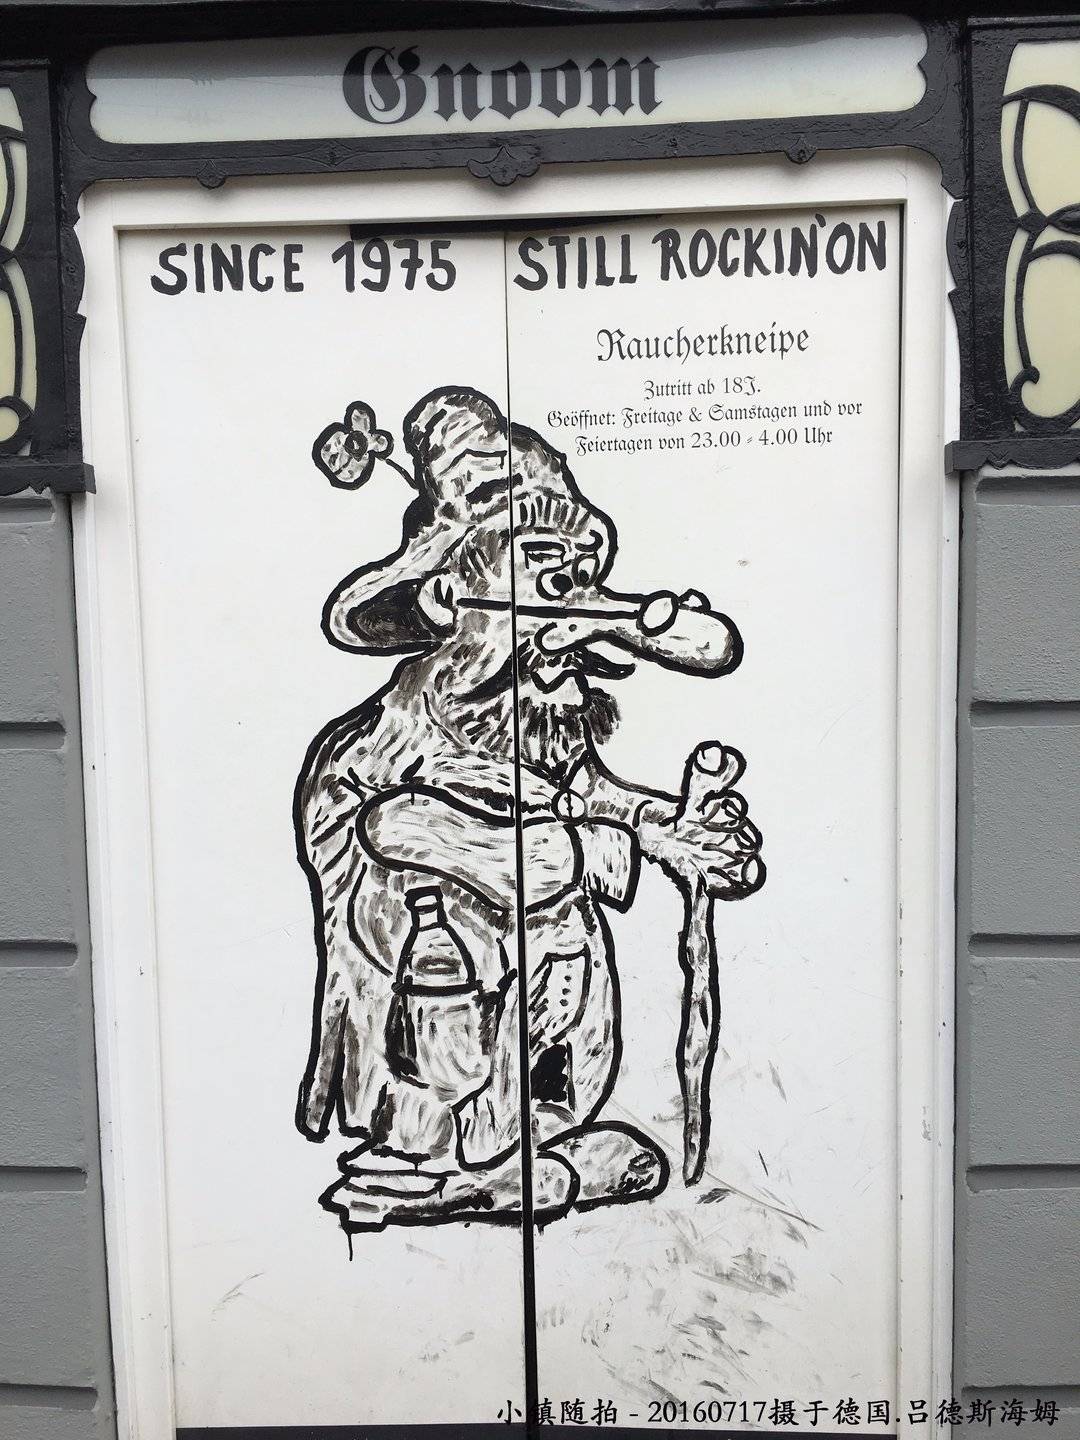 Gnoom
SINCE 1975 STILL ROCKIN'ON
Raucherkneipe
Zutritt ab 18J.
Geöffnet: Freitage & Samstagen und vor
Feiertagen von 23.00 - 4.00 Uhr
小镇随拍 - 20160717摄于德国.吕德斯海姆